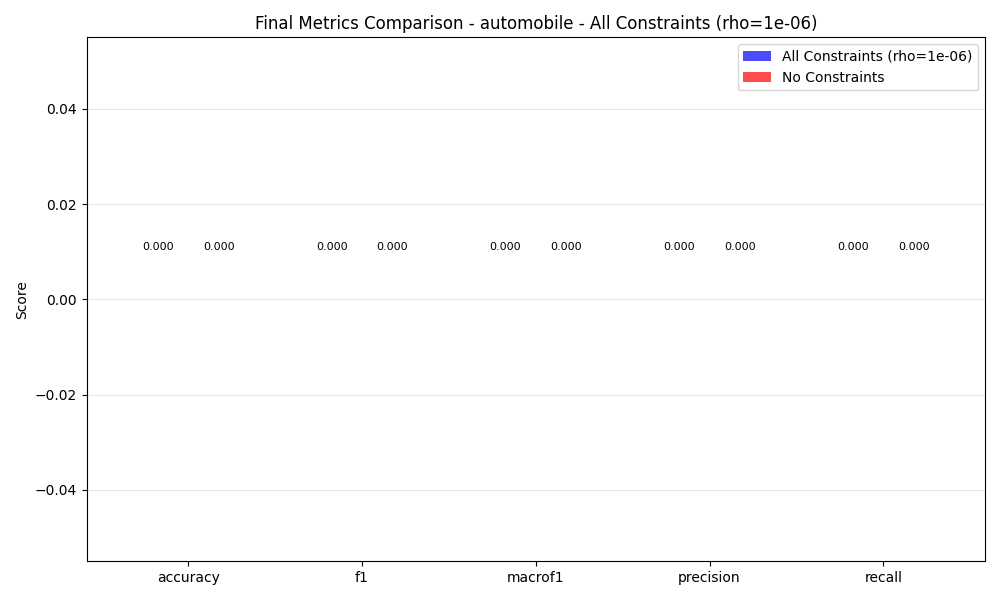 Final Metrics Comparison - automobile - All Constraints (rho=1e-06)
All Constraints (rho=1e-06)
No Constraints
Score
0.04
0.02
0.00
−0.02
−0.04
0.000 0.000 0.000 0.000 0.000 0.000 0.000 0.000 0.000 0.000
accuracy f1 macrof1 precision recall